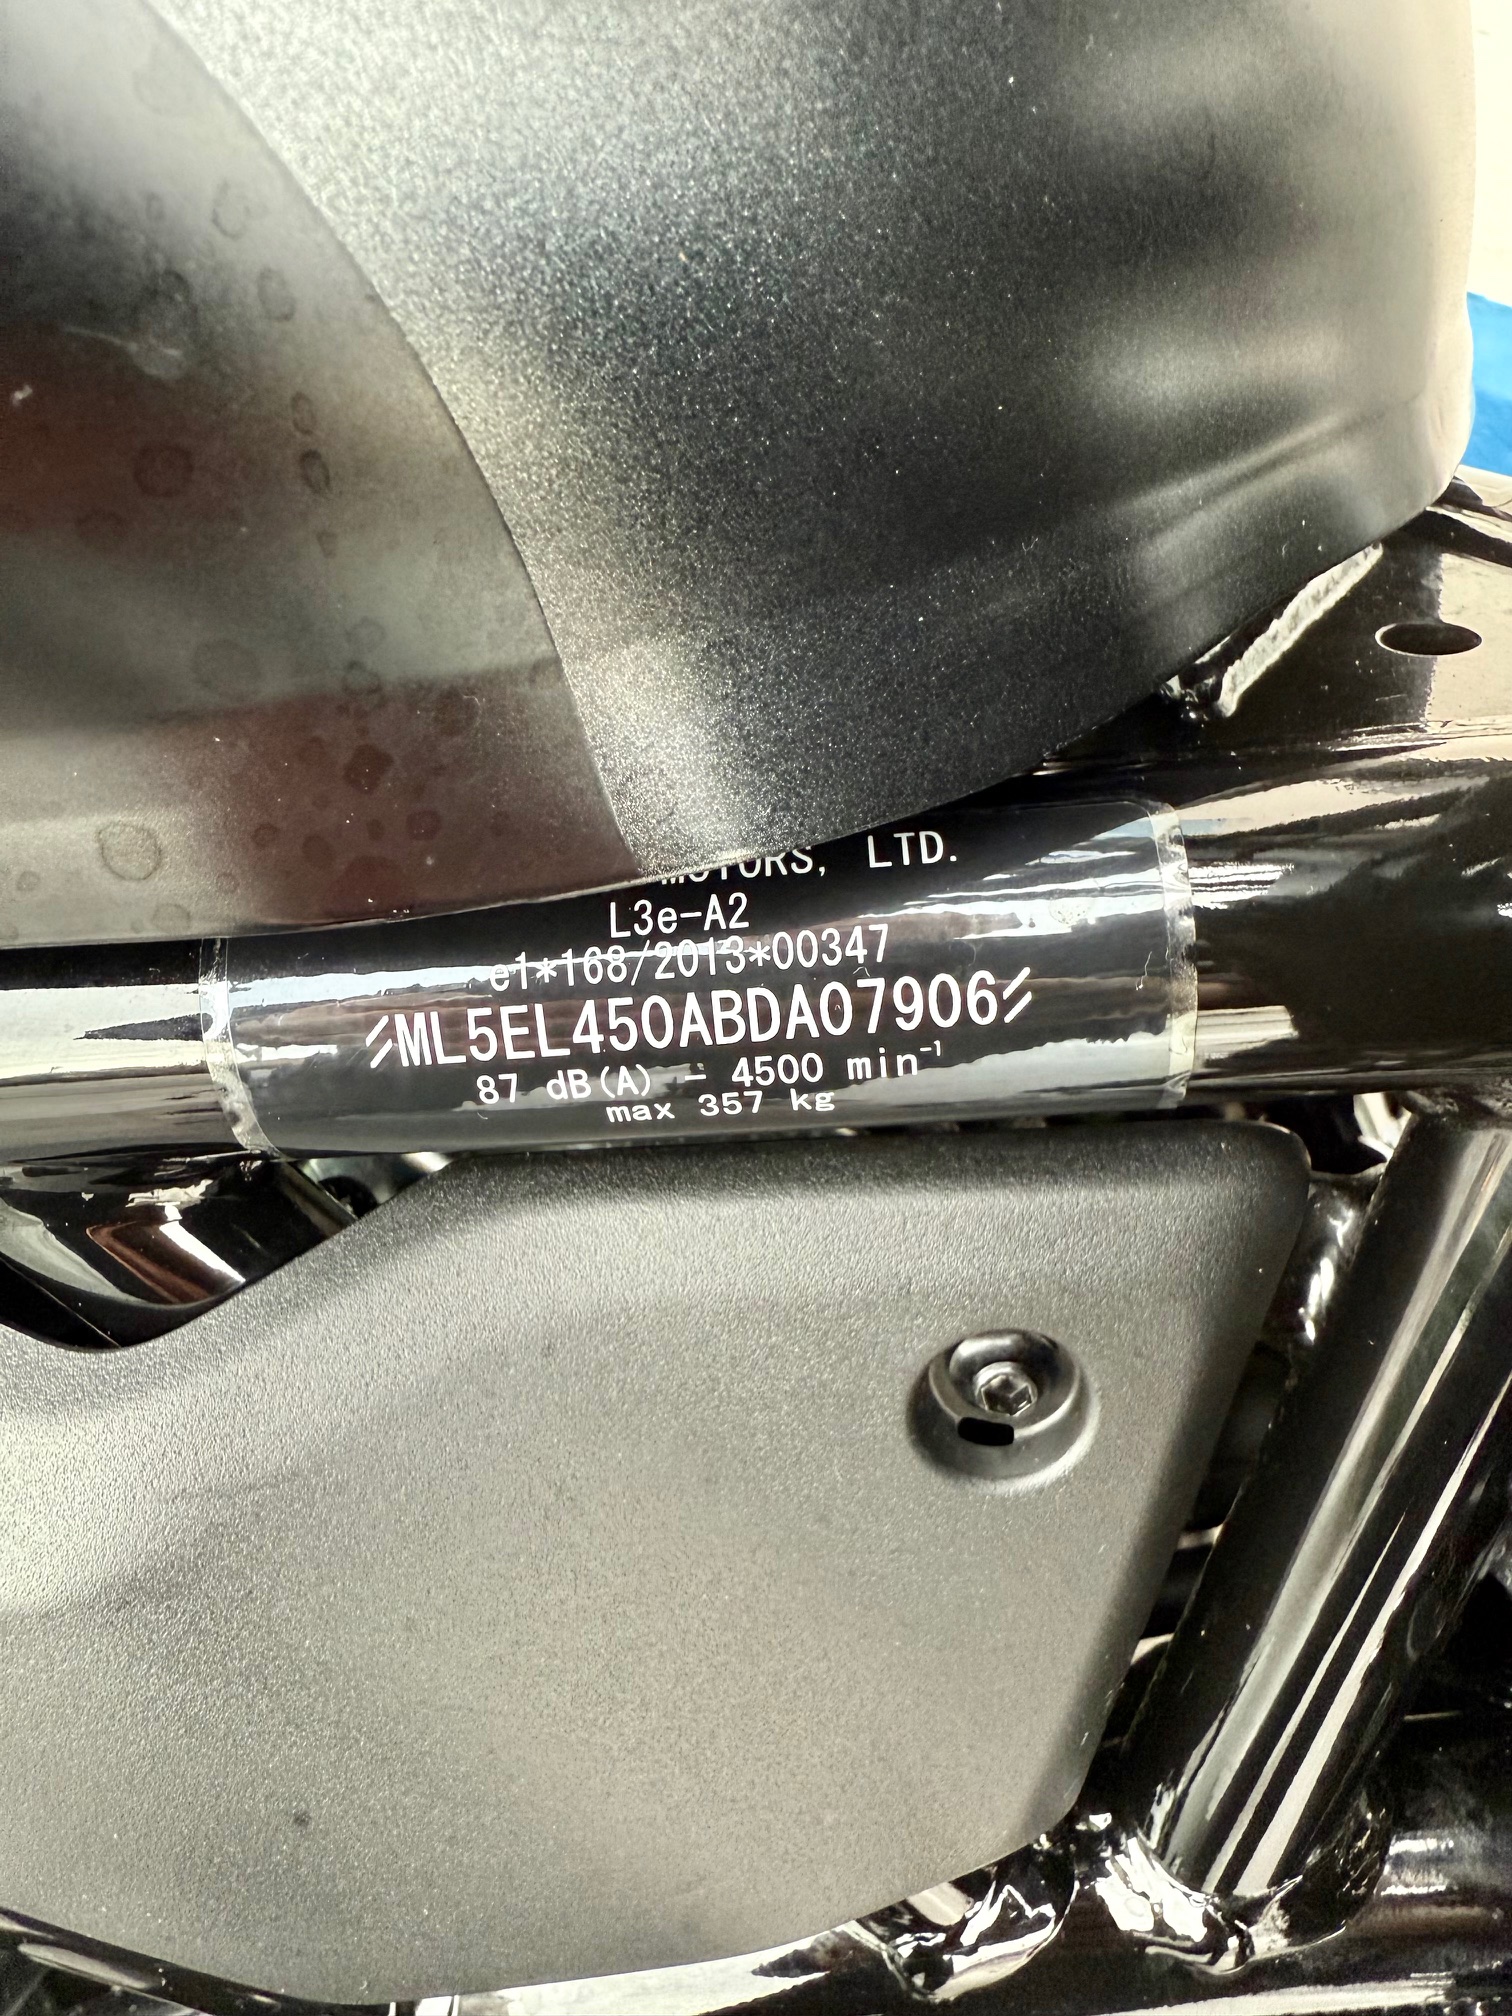 MOTORS, LTD.
L3e-A2
e1*168/2013*00347
ML5EL450ABDA07906
87 dB(A) - 4500 min⁻¹
max 357 kg